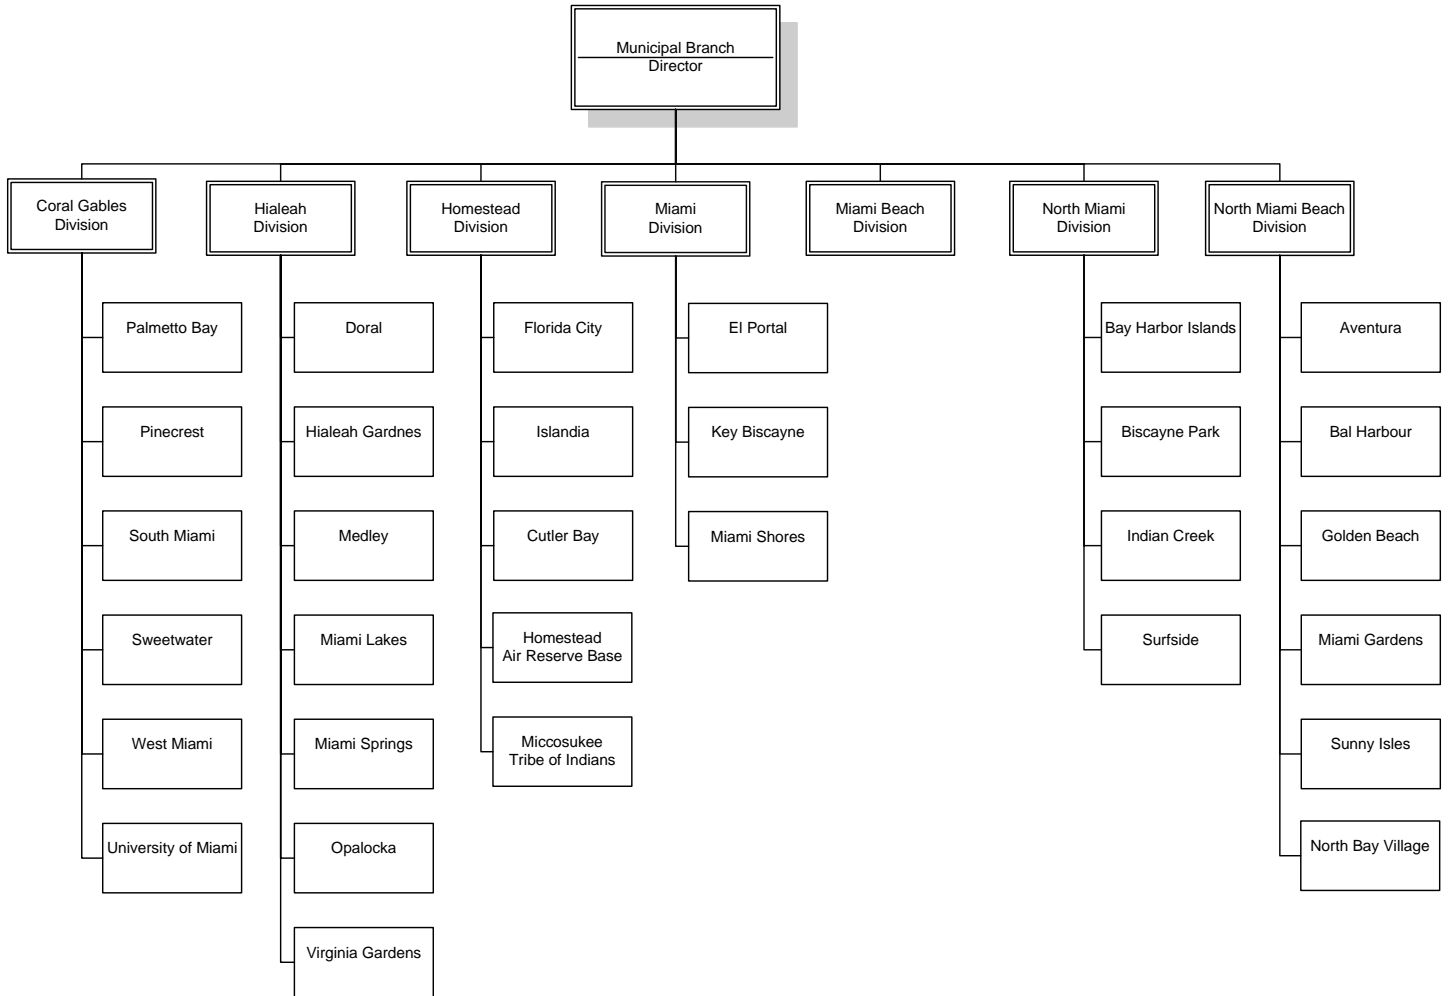 Municipal Branch
Director
Coral Gables
Division
Hialeah
Division
Homestead
Division
Miami
Division
Miami Beach
Division
North Miami
Division
North Miami Beach
Division
Palmetto Bay
Pinecrest
South Miami
Sweetwater
West Miami
University of Miami
Doral
Hialeah Gardnes
Medley
Miami Lakes
Miami Springs
Opalocka
Virginia Gardens
Florida City
Islandia
Cutler Bay
Homestead
Air Reserve Base
Miccosukee
Tribe of Indians
El Portal
Key Biscayne
Miami Shores
Bay Harbor Islands
Biscayne Park
Indian Creek
Surfside
Aventura
Bal Harbour
Golden Beach
Miami Gardens
Sunny Isles
North Bay Village